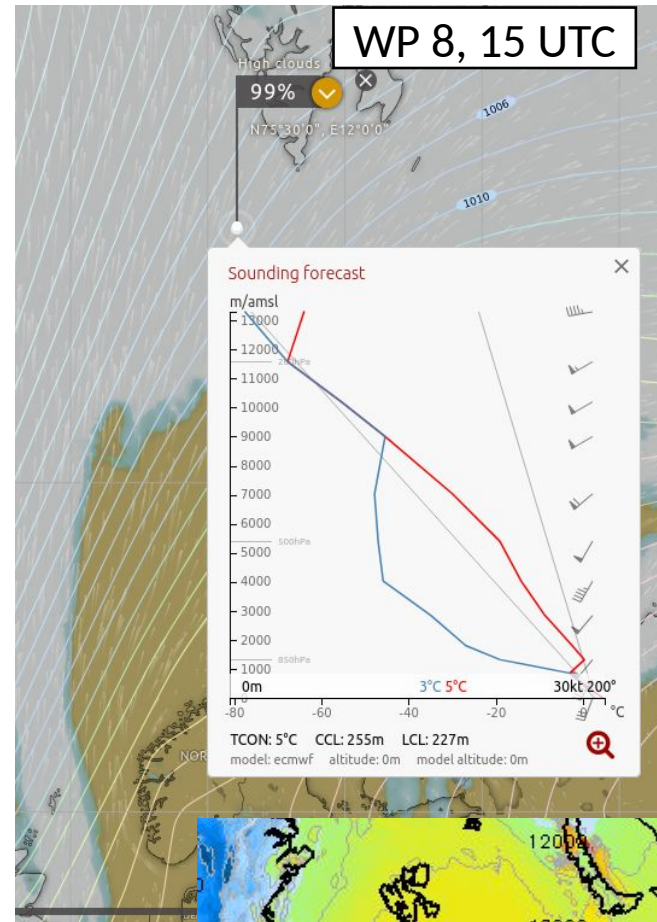 WP 8, 15 UTC
High clouds
99%
N75°30'0", E12°0'0"
1006
1010
Sounding forecast
m/amsl
13000
12000
11000
10000
9000
8000
7000
6000
500hPa
5000
4000
3000
2000
850hPa
1000
0m 3°C 5°C 30kt 200°
-80 -60 -40 -20 0 °C
TCON: 5°C CCL: 255m LCL: 227m
model: ecmwf altitude: 0m model altitude: 0m
NOR